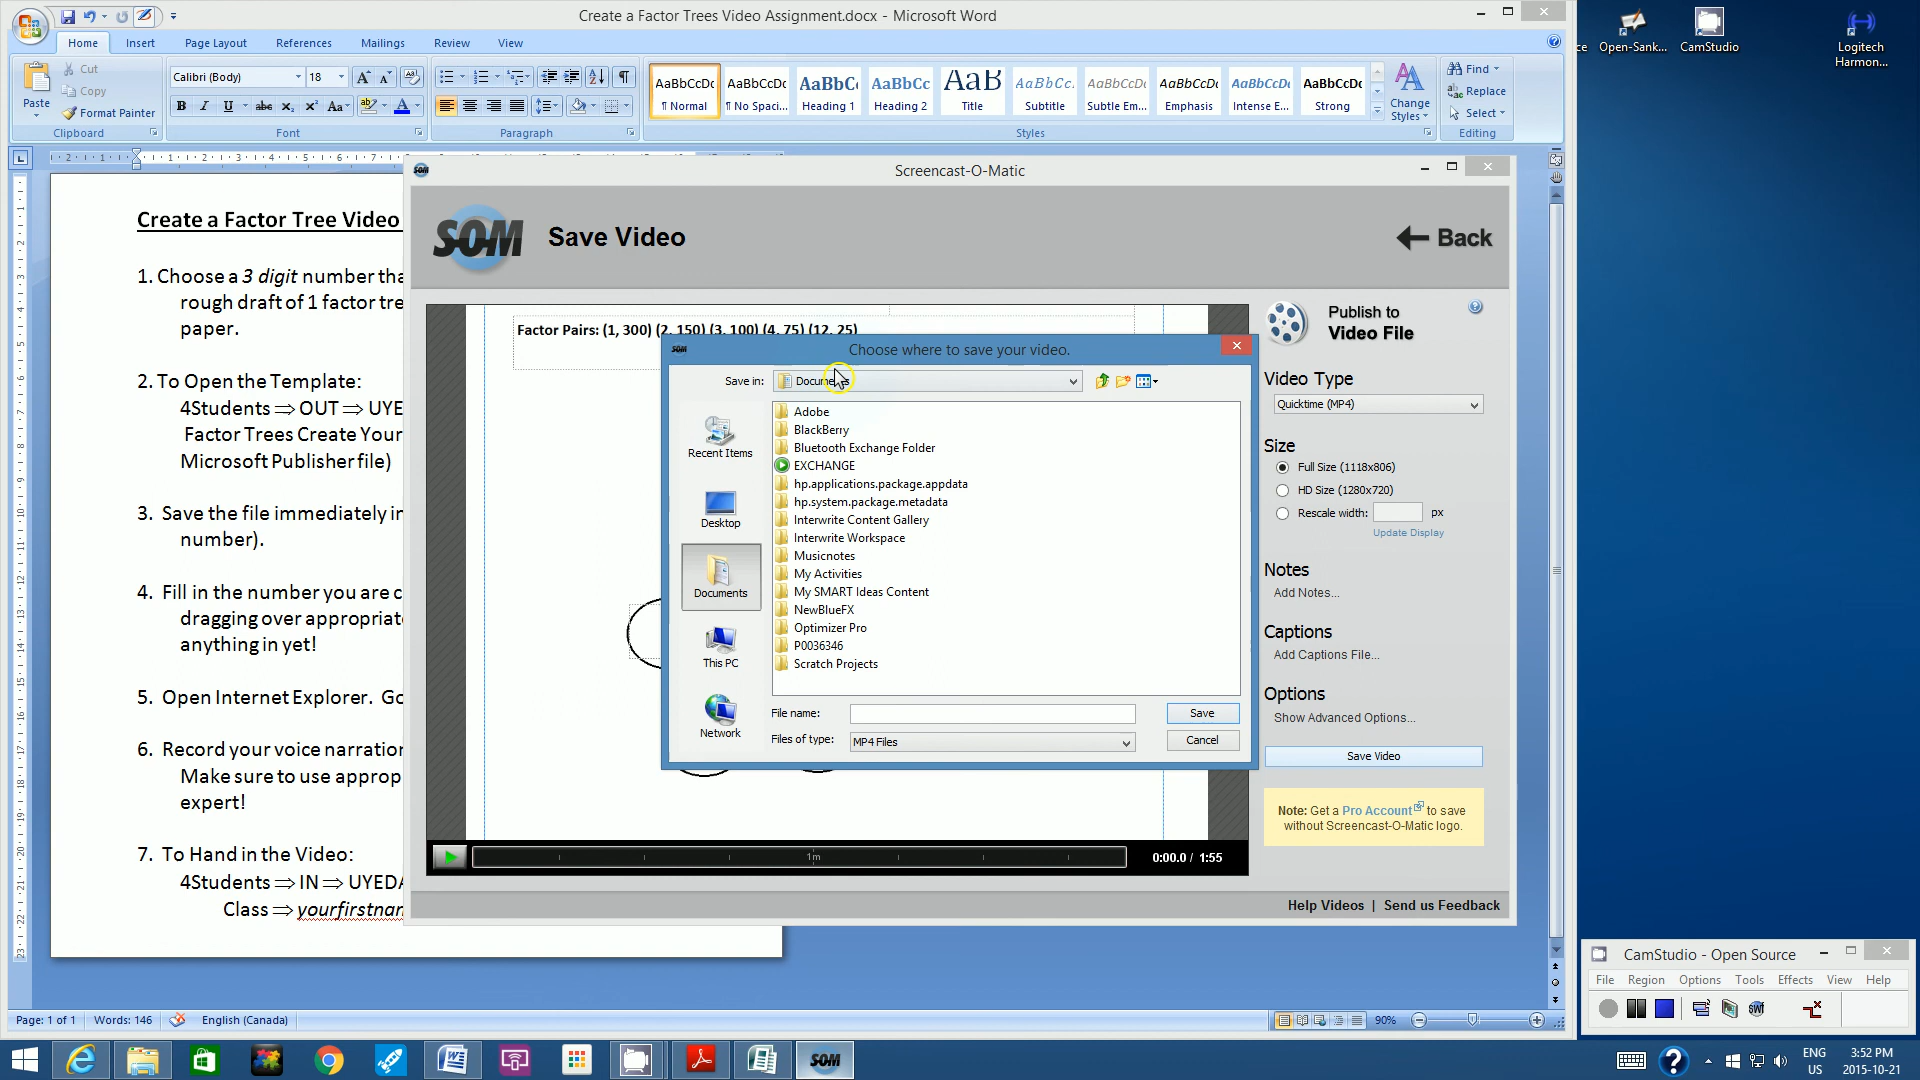 Create a Factor Trees Video Assignment.docx - Microsoft Word
Home Insert Page Layout References Mailings Review View
Paste Cut Copy Format Painter Clipboard
Calibri (Body) 18
Font
Paragraph
AaBbCcDc AaBbCcDc AaBbC AaBbCc AaB AaBbCc. AaBbCcDc AaBbCcDc AaBbCcDc AaBbCcDc
¶ Normal ¶ No Spaci... Heading 1 Heading 2 Title Subtitle Subtle Em... Emphasis Intense E... Strong
Styles
Change Styles
Find
Replace
Select
Editing
Open-Sank...
CamStudio
Logitech Harmon...
Create a Factor Tree Video
1. Choose a 3 digit number tha
rough draft of 1 factor tre
paper.
2. To Open the Template:
4Students ⇒ OUT ⇒ UYE
Factor Trees Create Your
Microsoft Publisher file)
3. Save the file immediately in
number).
4. Fill in the number you are c
dragging over appropriate
anything in yet!
5. Open Internet Explorer. Go
6. Record your voice narration
Make sure to use approp
expert!
7. To Hand in the Video:
4Students ⇒ IN ⇒ UYEDA
Class ⇒ yourfirstnam
Screencast-O-Matic
SOM Save Video
Back
Factor Pairs: (1, 300) (2, 150) (3, 100) (4, 75) (12, 25)
Choose where to save your video.
Save in: Documents
Recent Items
Desktop
Documents
This PC
Network
Adobe
BlackBerry
Bluetooth Exchange Folder
EXCHANGE
hp.applications.package.appdata
hp.system.package.metadata
Interwrite Content Gallery
Interwrite Workspace
Musicnotes
My Activities
My SMART Ideas Content
NewBlueFX
Optimizer Pro
P0036346
Scratch Projects
File name:
Save
Files of type: MP4 Files
Cancel
Publish to
Video File
Video Type
Quicktime (MP4)
Size
Full Size (1118x806)
HD Size (1280x720)
Rescale width: px
Update Display
Notes
Add Notes...
Captions
Add Captions File...
Options
Show Advanced Options...
Save Video
Note: Get a Pro Account to save
without Screencast-O-Matic logo.
1m
0:00.0 / 1:55
Help Videos | Send us Feedback
CamStudio - Open Source
File Region Options Tools Effects View Help
Page: 1 of 1 Words: 146 English (Canada)
90%
SOM
ENG
US
3:52 PM
2015-10-21